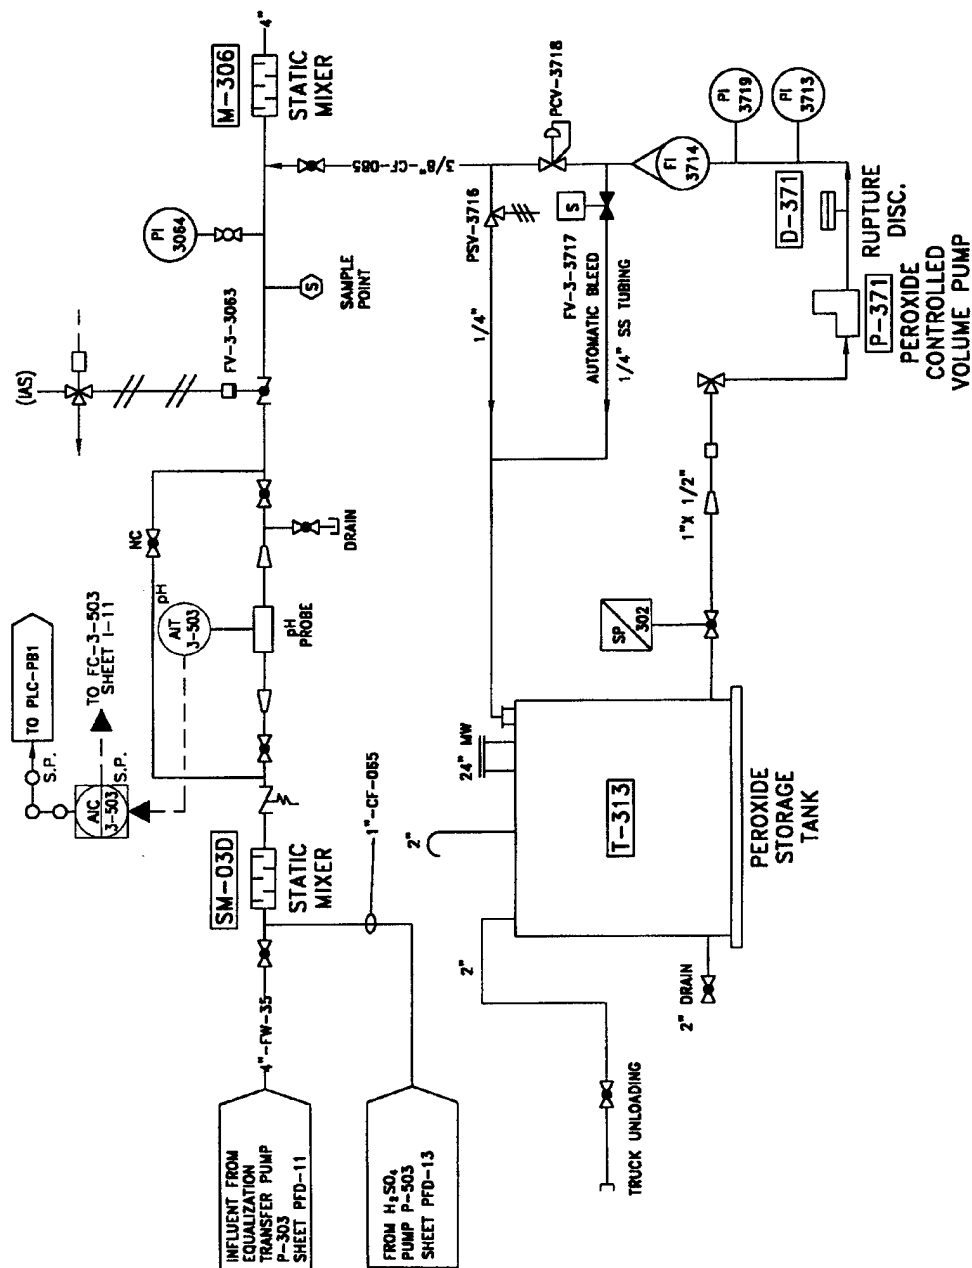 TO PLC-PB1
S.P.
AIC
3-503
S.P.
TO FC-3-503
SHEET I-11
NC
pH
AIT
3-503
pH
PROBE
DRAIN
(IAS)
FV-3-3063
PI
3064
SAMPLE
POINT
S
M-306
STATIC
MIXER
4"
SM-03D
STATIC
MIXER
4"-FW-35
1"-CF-065
INFLUENT FROM
EQUALIZATION
TRANSFER PUMP
P-303
SHEET PFD-11
FROM H₂SO₄
PUMP P-503
SHEET PFD-13
3/8"-CF-085
PCV-3718
PSV-3716
1/4"
S
FV-3-3717
AUTOMATIC BLEED
1/4" SS TUBING
FI
3714
PI
3719
PI
3713
D-371
RUPTURE
DISC.
P-371
PEROXIDE
CONTROLLED
VOLUME PUMP
1"X 1/2"
SP
302
24" MW
2"
2"
T-313
PEROXIDE
STORAGE
TANK
2" DRAIN
TRUCK UNLOADING